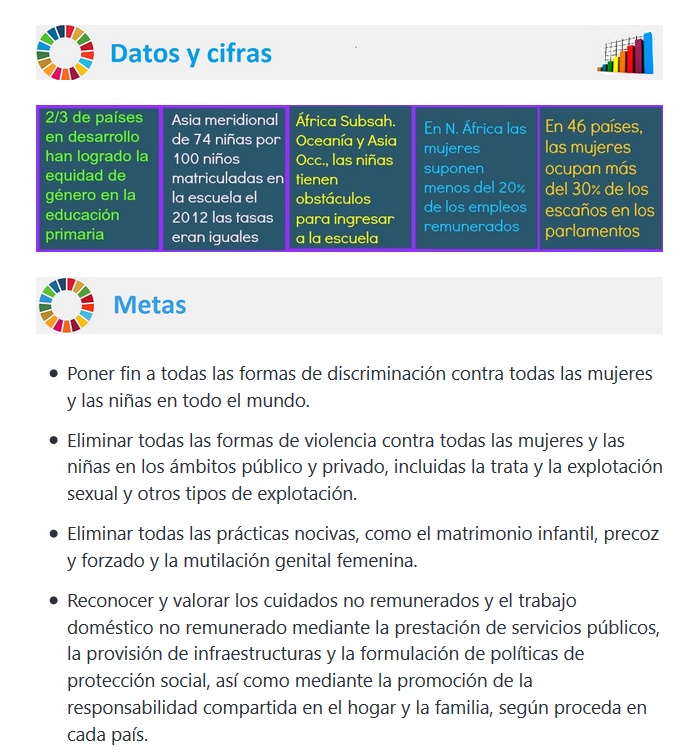 Datos y cifras
2/3 de países
en desarrollo
han logrado la
equidad de
género en la
educación
primaria
Asia meridional
de 74 niñas por
100 niños
matriculadas en
la escuela el
2012 las tasas
eran iguales
África Subsah.
Oceanía y Asia
Occ., las niñas
tienen
obstáculos
para ingresar
a la escuela
En N. África las
mujeres
suponen
menos del 20%
de los empleos
remunerados
En 46 países,
las mujeres
ocupan más
del 30% de los
escaños en los
parlamentos
Metas
Poner fin a todas las formas de discriminación contra todas las mujeres
y las niñas en todo el mundo.
Eliminar todas las formas de violencia contra todas las mujeres y las
niñas en los ámbitos público y privado, incluidas la trata y la explotación
sexual y otros tipos de explotación.
Eliminar todas las prácticas nocivas, como el matrimonio infantil, precoz
y forzado y la mutilación genital femenina.
Reconocer y valorar los cuidados no remunerados y el trabajo
doméstico no remunerado mediante la prestación de servicios públicos,
la provisión de infraestructuras y la formulación de políticas de
protección social, así como mediante la promoción de la
responsabilidad compartida en el hogar y la familia, según proceda en
cada país.